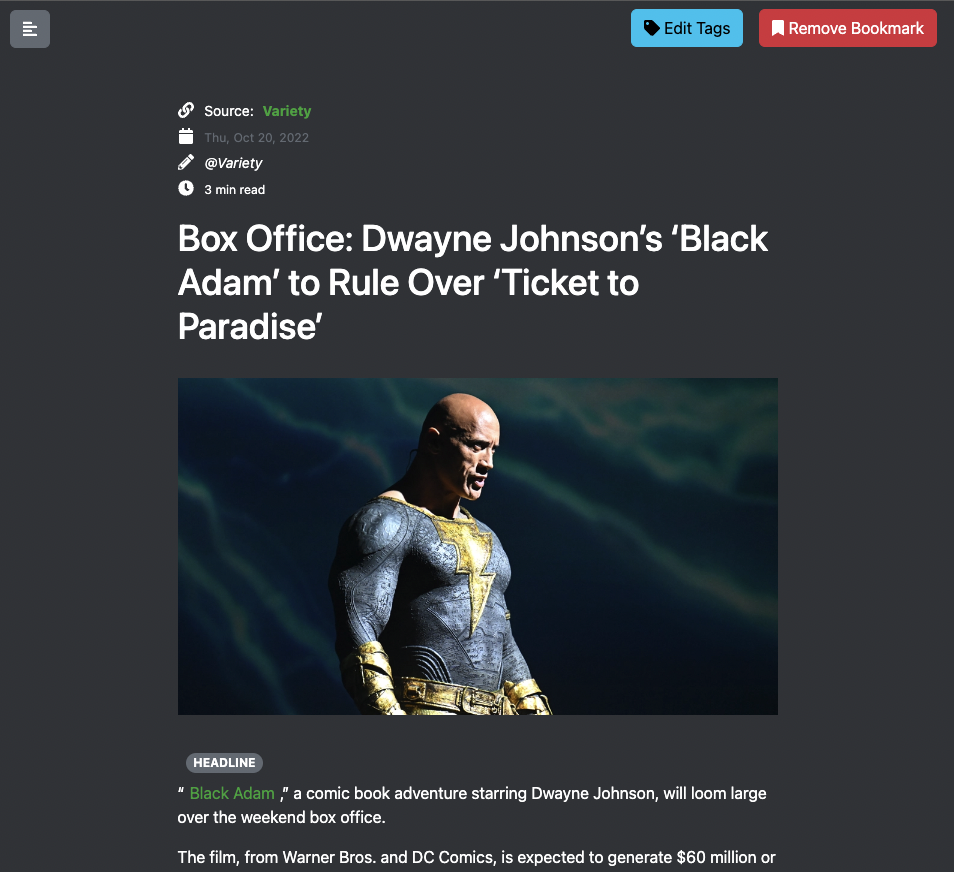 Edit Tags
Remove Bookmark
Source: Variety
Thu, Oct 20, 2022
@Variety
3 min read
Box Office: Dwayne Johnson’s ‘Black
Adam’ to Rule Over ‘Ticket to
Paradise’
HEADLINE
“ Black Adam ,” a comic book adventure starring Dwayne Johnson, will loom large
over the weekend box office.
The film, from Warner Bros. and DC Comics, is expected to generate $60 million or